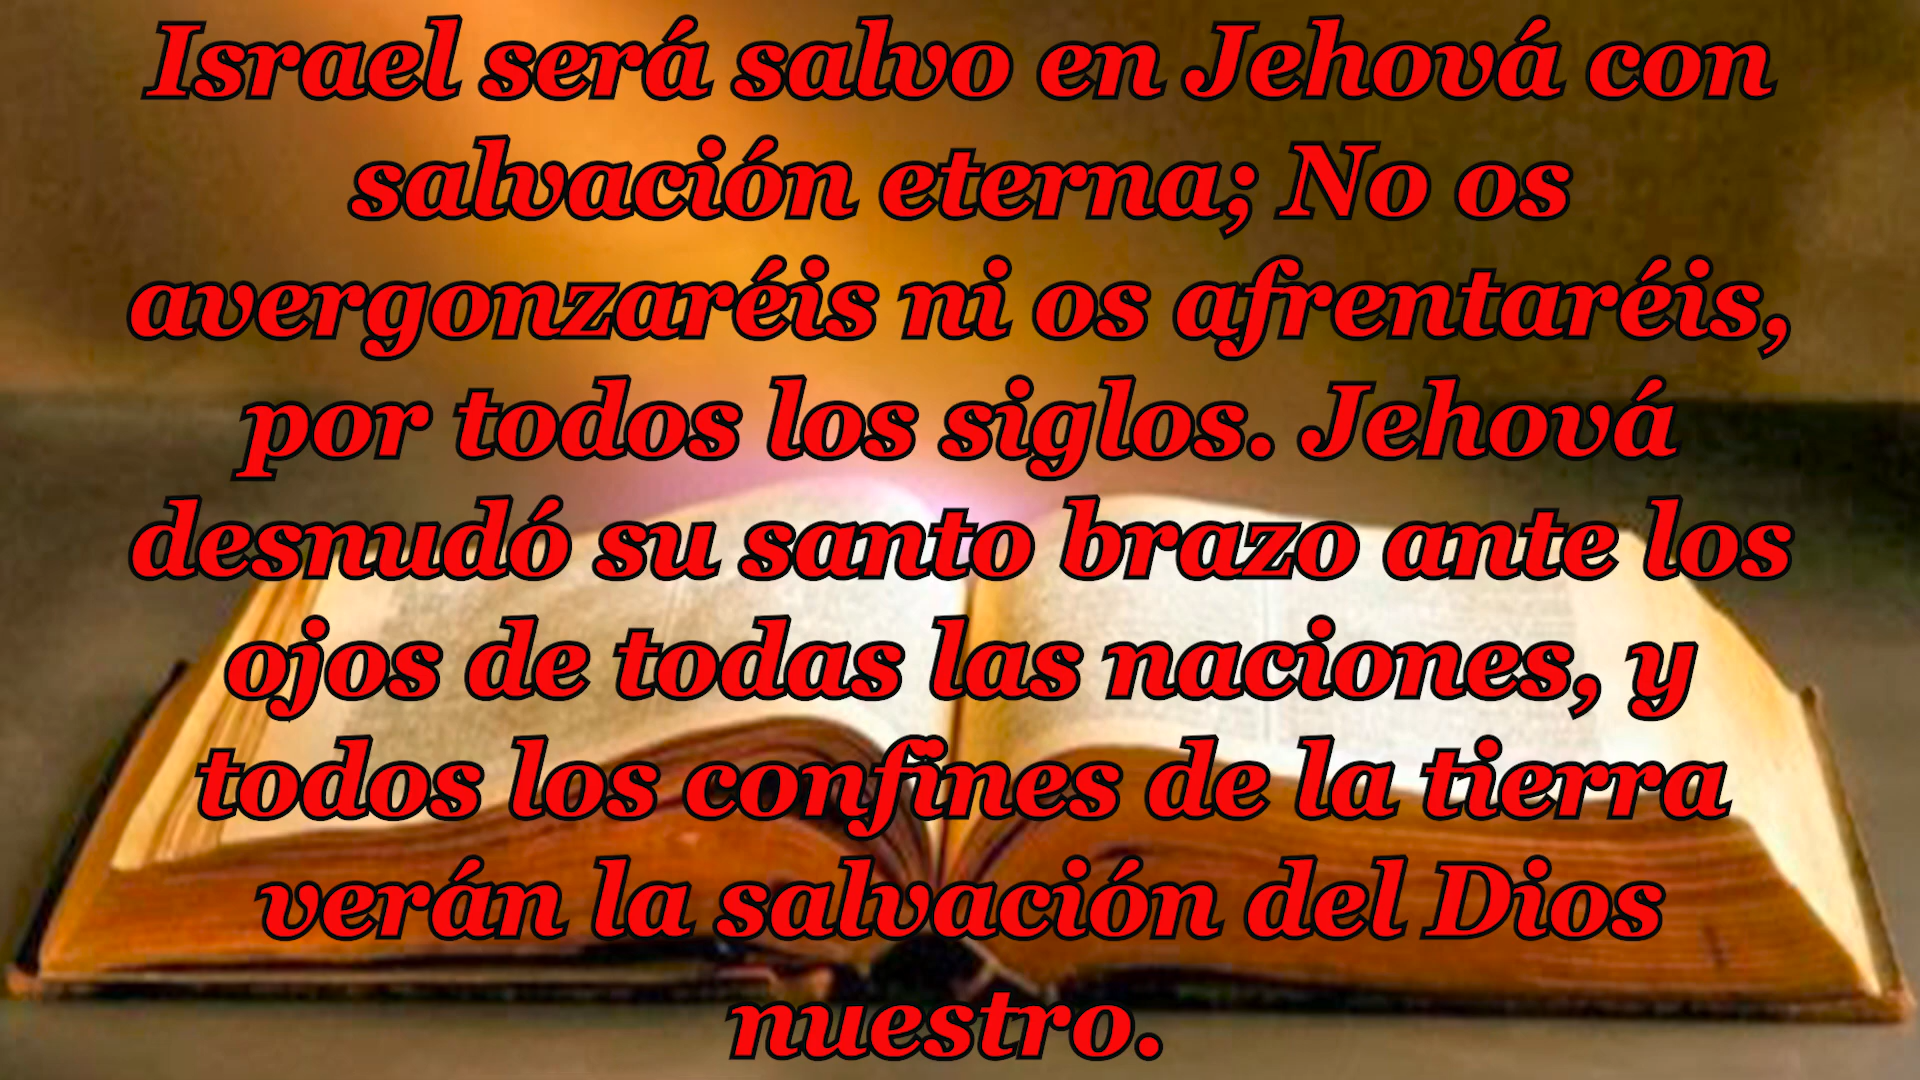 Israel será salvo en Jehová con
salvación eterna; No os
avergonzaréis ni os afrentaréis,
por todos los siglos. Jehová
desnudó su santo brazo ante los
ojos de todas las naciones, y
todos los confines de la tierra
verán la salvación del Dios
nuestro.